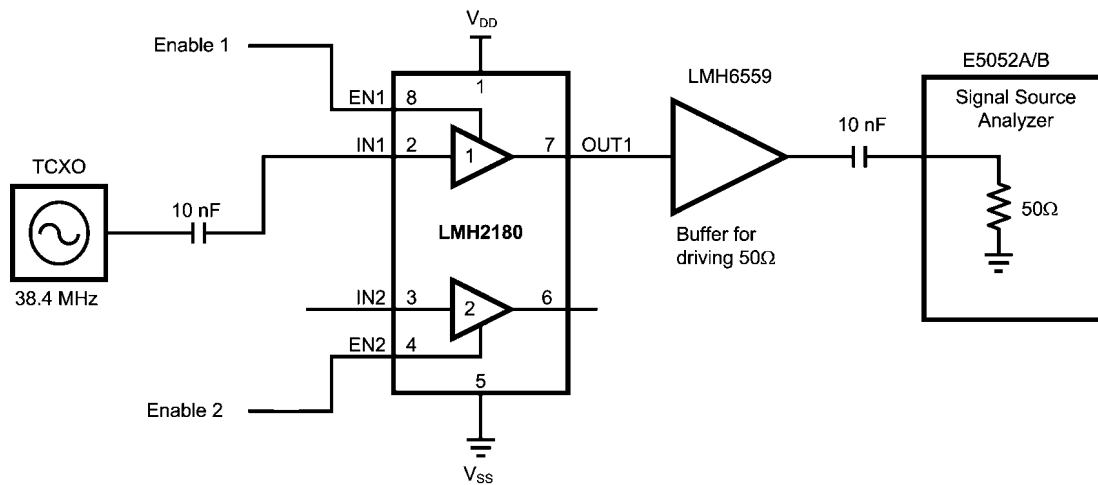 V_DD
Enable 1
LMH6559
E5052A/B
1
EN1
8
Signal Source
Analyzer
10 nF
IN1
2
1
7
OUT1
TCXO
10 nF
50Ω
LMH2180
Buffer for
driving 50Ω
38.4 MHz
IN2
3
2
6
EN2
4
5
Enable 2
V_SS